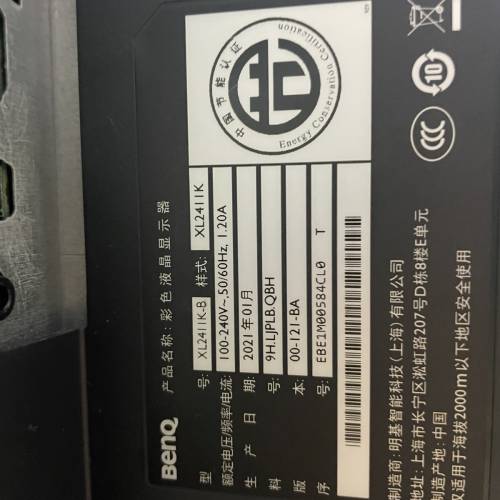 BenQ
产品名称: 彩色液晶显示器
型 号: XL2411K-B 样式: XL2411K
额定电压/频率/电流: 100-240V~,50/60Hz, 1.20A
生 产 日 期: 2021年01月
料 号: 9H.LJPLB.QBH
版 本: 00-121-BA
序 EBE1M00584CL0 T
中国节能认证
Energy Conservation Certification
10
CCC
制造商: 明基智能科技(上海)有限公司
地址: 上海市长宁区淞虹路207号D栋8楼E单元
制造产地: 中国
适用于海拔2000m以下地区安全使用